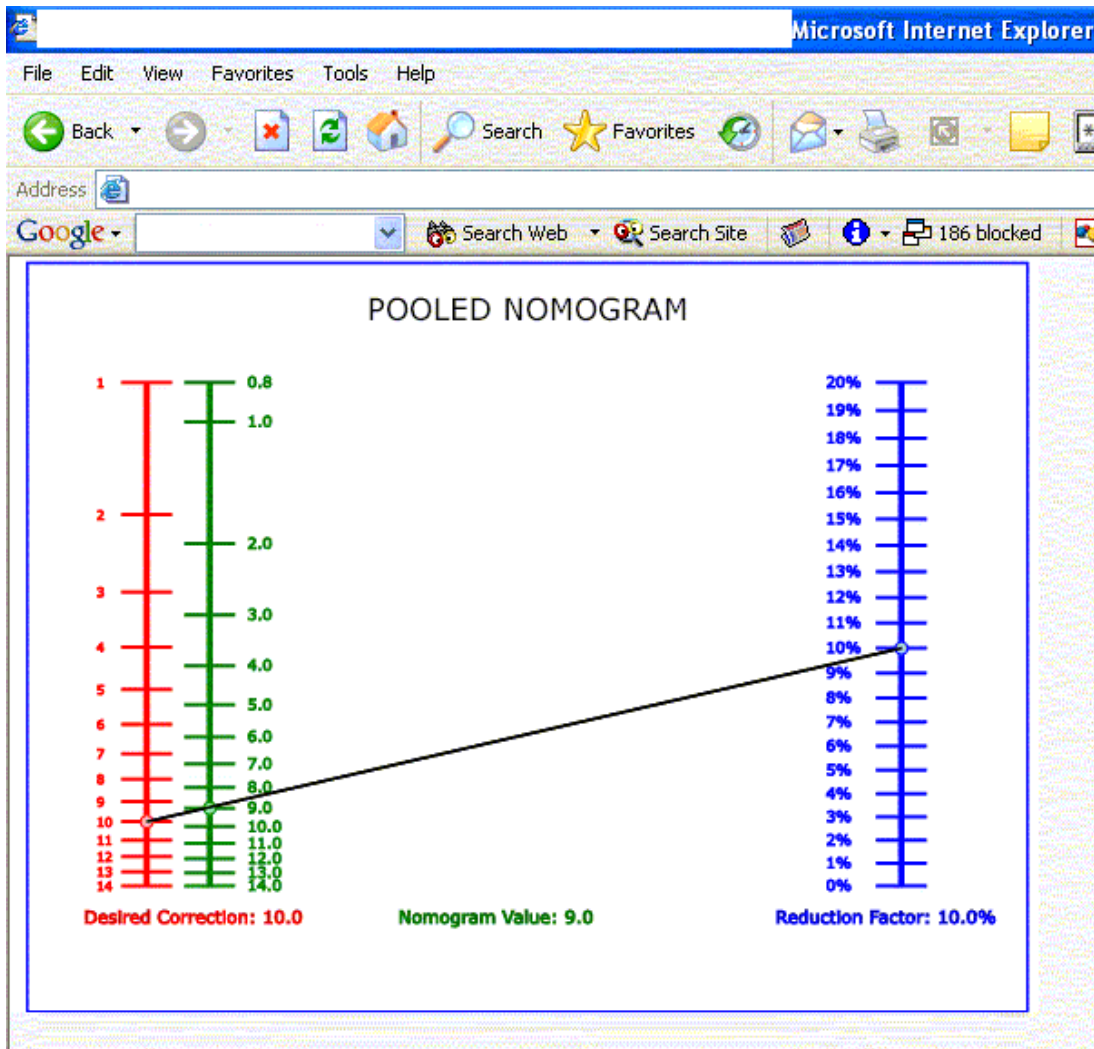 Microsoft Internet Explorer
File Edit View Favorites Tools Help
Back Search Favorites
Address
Google Search Web Search Site 186 blocked
POOLED NOMOGRAM
1 0.8 20%
19%
1.0
18%
17%
16%
2 15%
2.0 14%
13%
3 12%
3.0 11%
4 10%
4.0 9%
5 8%
5.0
6 7%
6.0 6%
7
7.0 5%
8 8.0 4%
9 9.0
10 10.0 3%
11 11.0 2%
12 12.0 1%
13 13.0
14 14.0 0%
Desired Correction: 10.0 Nomogram Value: 9.0 Reduction Factor: 10.0%